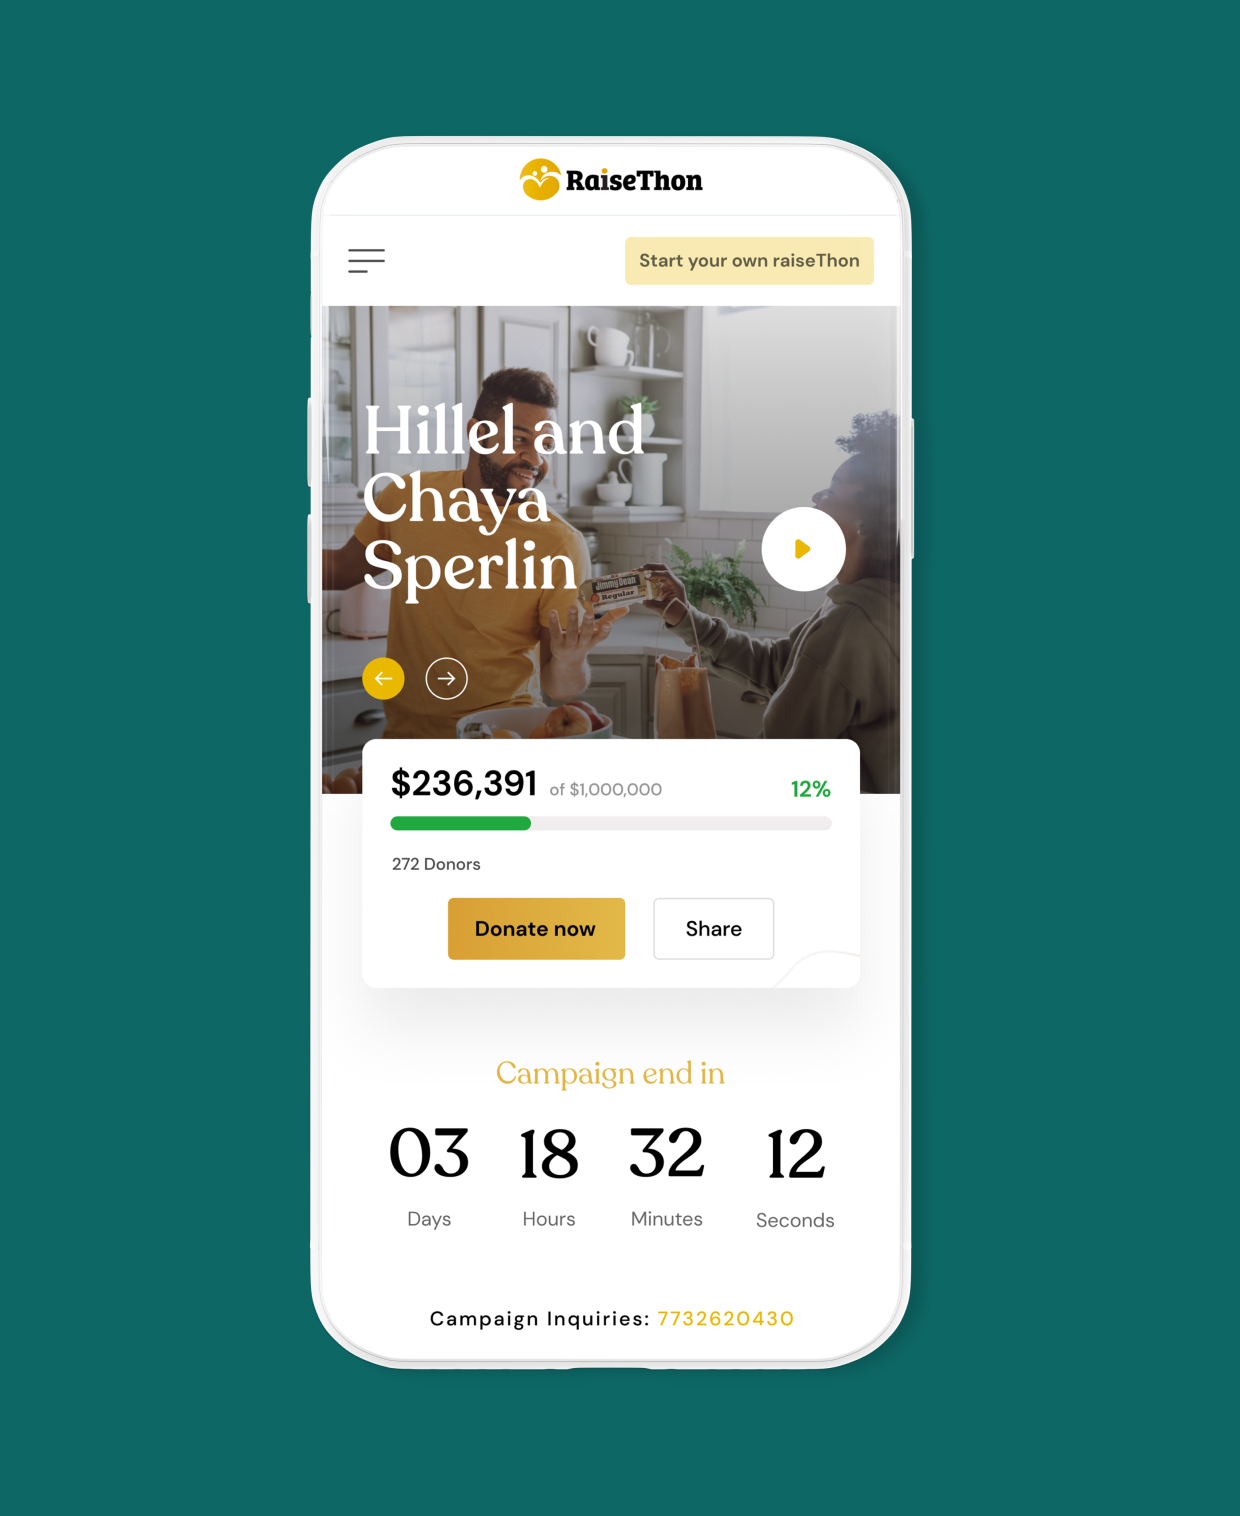 RaiseThon
Start your own raiseThon
Hillel and
Chaya
Sperlin
Jimmy Dean
Regular
$236,391 of $1,000,000 12%
272 Donors
Donate now Share
Campaign end in
03 18 32 12
Days Hours Minutes Seconds
Campaign Inquiries: 7732620430